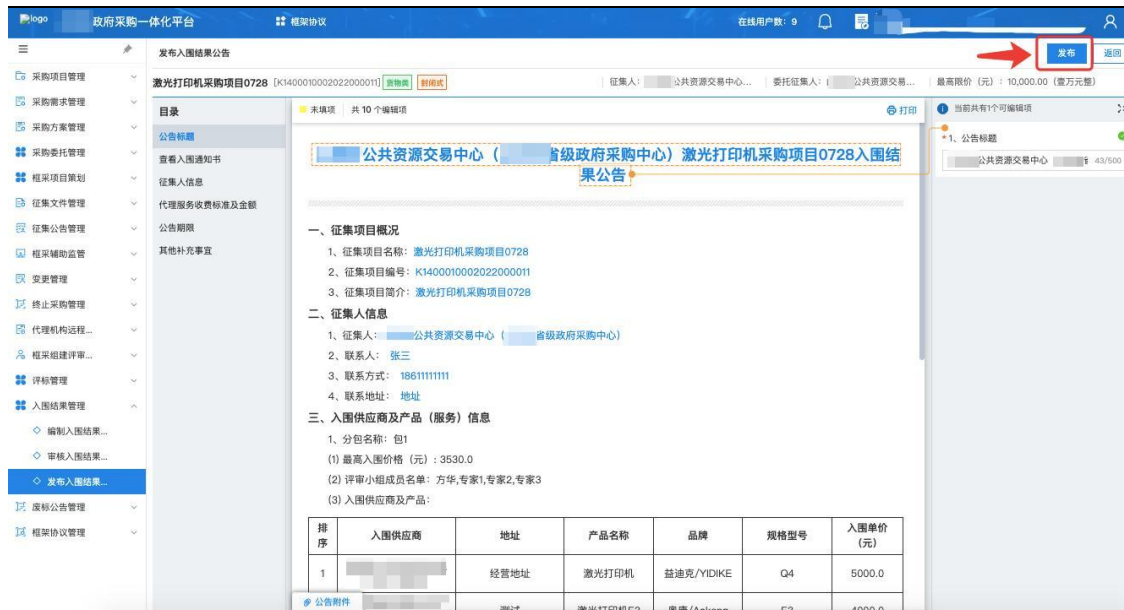 logo 政府采购一体化平台 框架协议 在线用户数：9
发布入围结果公告 发布 返回
激光打印机采购项目0728 [K1400010002022000011] 货物类 封闭式 征集人： 公共资源交易中心... 委托征集人： 公共资源交易... 最高限价（元）：10,000.00（壹万元整）
采购项目管理
采购需求管理
采购方案管理
采购委托管理
框采项目策划
征集文件管理
征集公告管理
框采辅助监管
变更管理
终止采购管理
代理机构远程...
框采组建评审...
评标管理
入围结果管理
编制入围结果...
审核入围结果...
发布入围结果...
废标公告管理
框架协议管理
目录
公告标题
查看入围通知书
征集人信息
代理服务收费标准及金额
公告期限
其他补充事宜
未填项 共 10 个编辑项 打印
公共资源交易中心（ 省级政府采购中心）激光打印机采购项目0728入围结
果公告
一、征集项目概况
1、征集项目名称：激光打印机采购项目0728
2、征集项目编号：K1400010002022000011
3、征集项目简介：激光打印机采购项目0728
二、征集人信息
1、征集人： 公共资源交易中心（ 省级政府采购中心）
2、联系人： 张三
3、联系方式： 18611111111
4、联系地址： 地址
三、入围供应商及产品（服务）信息
1、分包名称：包1
(1) 最高入围价格（元）：3530.0
(2) 评审小组成员名单：方华,专家1,专家2,专家3
(3) 入围供应商及产品：
排序 入围供应商 地址 产品名称 品牌 规格型号 入围单价（元）
1 经营地址 激光打印机 益迪克/YIDIKE Q4 5000.0
公告附件
当前共有1个可编辑项
*1、公告标题
公共资源交易中心 43/500